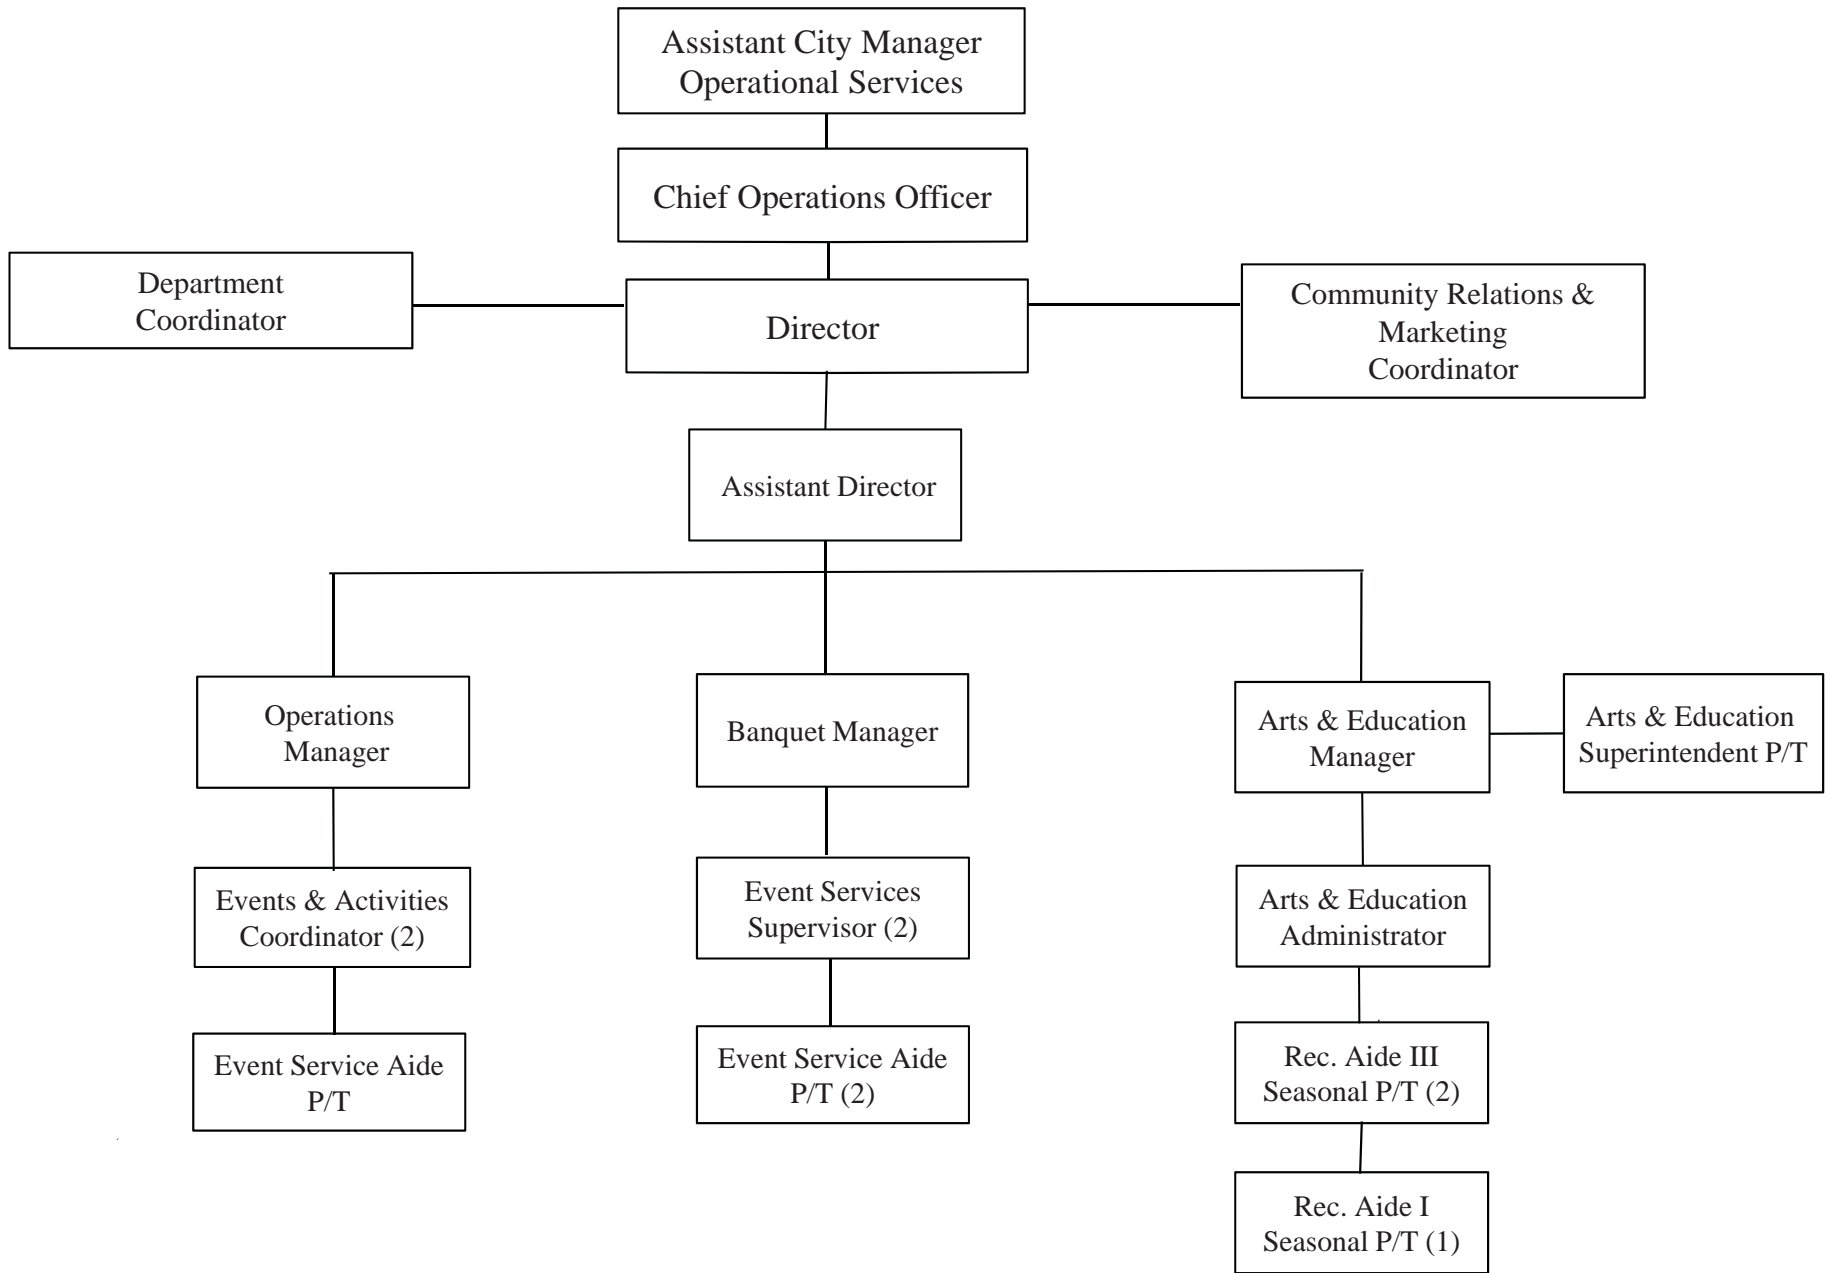 Assistant City Manager
Operational Services
Chief Operations Officer
Department
Coordinator
Director
Community Relations &
Marketing
Coordinator
Assistant Director
Operations
Manager
Banquet Manager
Arts & Education
Manager
Arts & Education
Superintendent P/T
Events & Activities
Coordinator (2)
Event Services
Supervisor (2)
Arts & Education
Administrator
Event Service Aide
P/T
Event Service Aide
P/T (2)
Rec. Aide III
Seasonal P/T (2)
Rec. Aide I
Seasonal P/T (1)